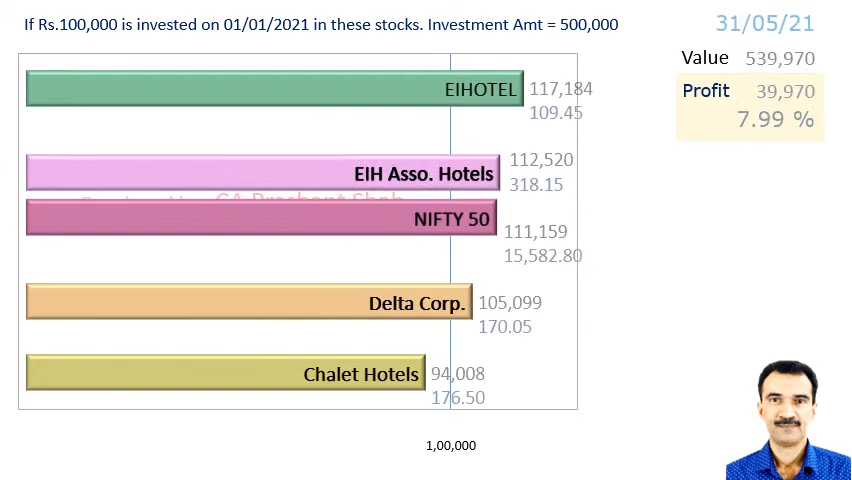 If Rs.100,000 is invested on 01/01/2021 in these stocks. Investment Amt = 500,000
31/05/21
Value 539,970
Profit 39,970
7.99 %
EIHOTEL 117,184
109.45
EIH Asso. Hotels 112,520
318.15
NIFTY 50 111,159
15,582.80
Delta Corp. 105,099
170.05
Chalet Hotels 94,008
176.50
1,00,000